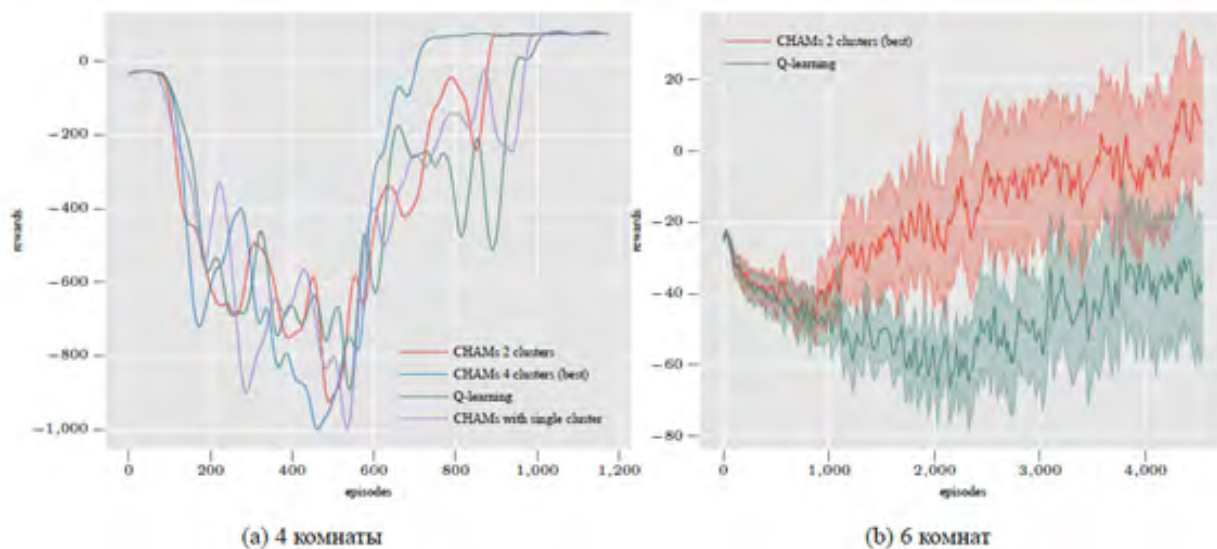 0
−200
−400
−600
−800
−1,000
rewards
0
200
400
600
800
1,000
1,200
episodes
CHAMs 2 clusters
CHAMs 4 clusters (best)
Q-learning
CHAMs with single cluster
(a) 4 комнаты
20
0
−20
−40
−60
−80
rewards
0
1,000
2,000
3,000
4,000
episodes
CHAMs 2 clusters (best)
Q-learning
(b) 6 комнат